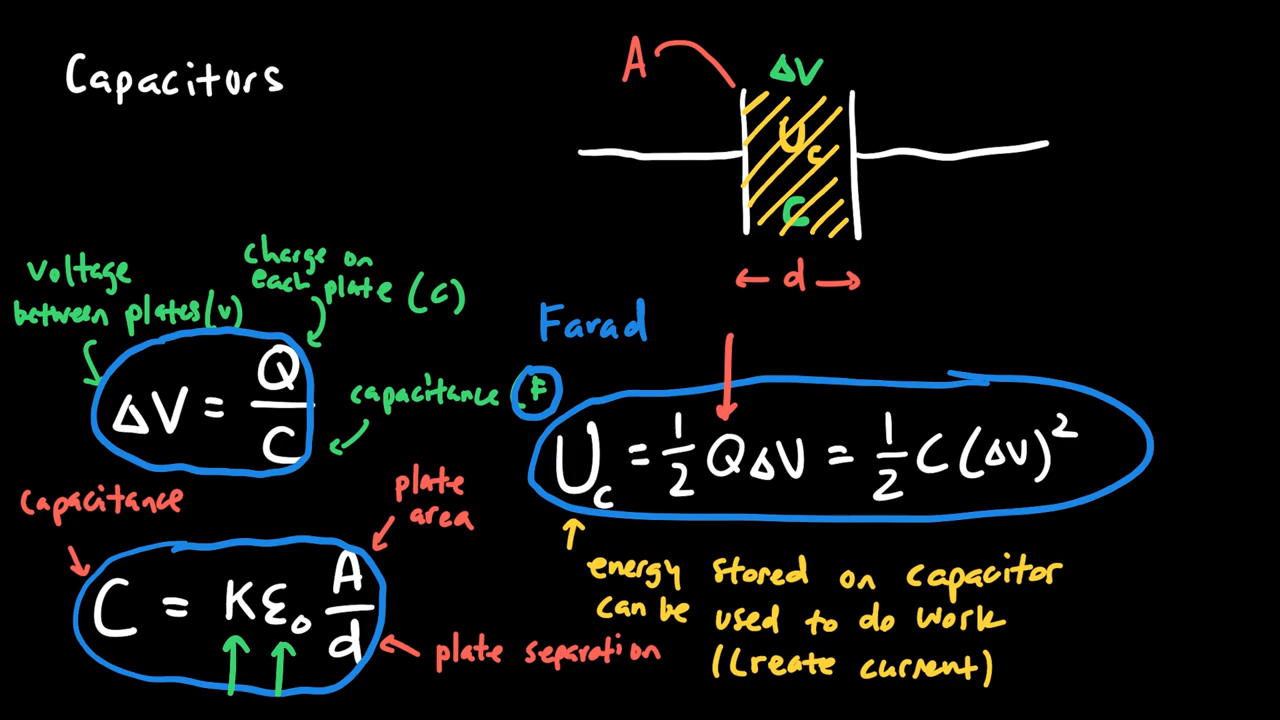 Capacitors
A
ΔV
U_c
C
← d →
voltage
between plates (v)
charge on
each plate (C)
Farad
ΔV = Q/C
capacitance (F
U_c = 1/2 QΔV = 1/2 C(ΔV)²
capacitance
plate
area
C = Kε₀ A/d
plate separation
energy stored on capacitor
can be used to do work
(create current)